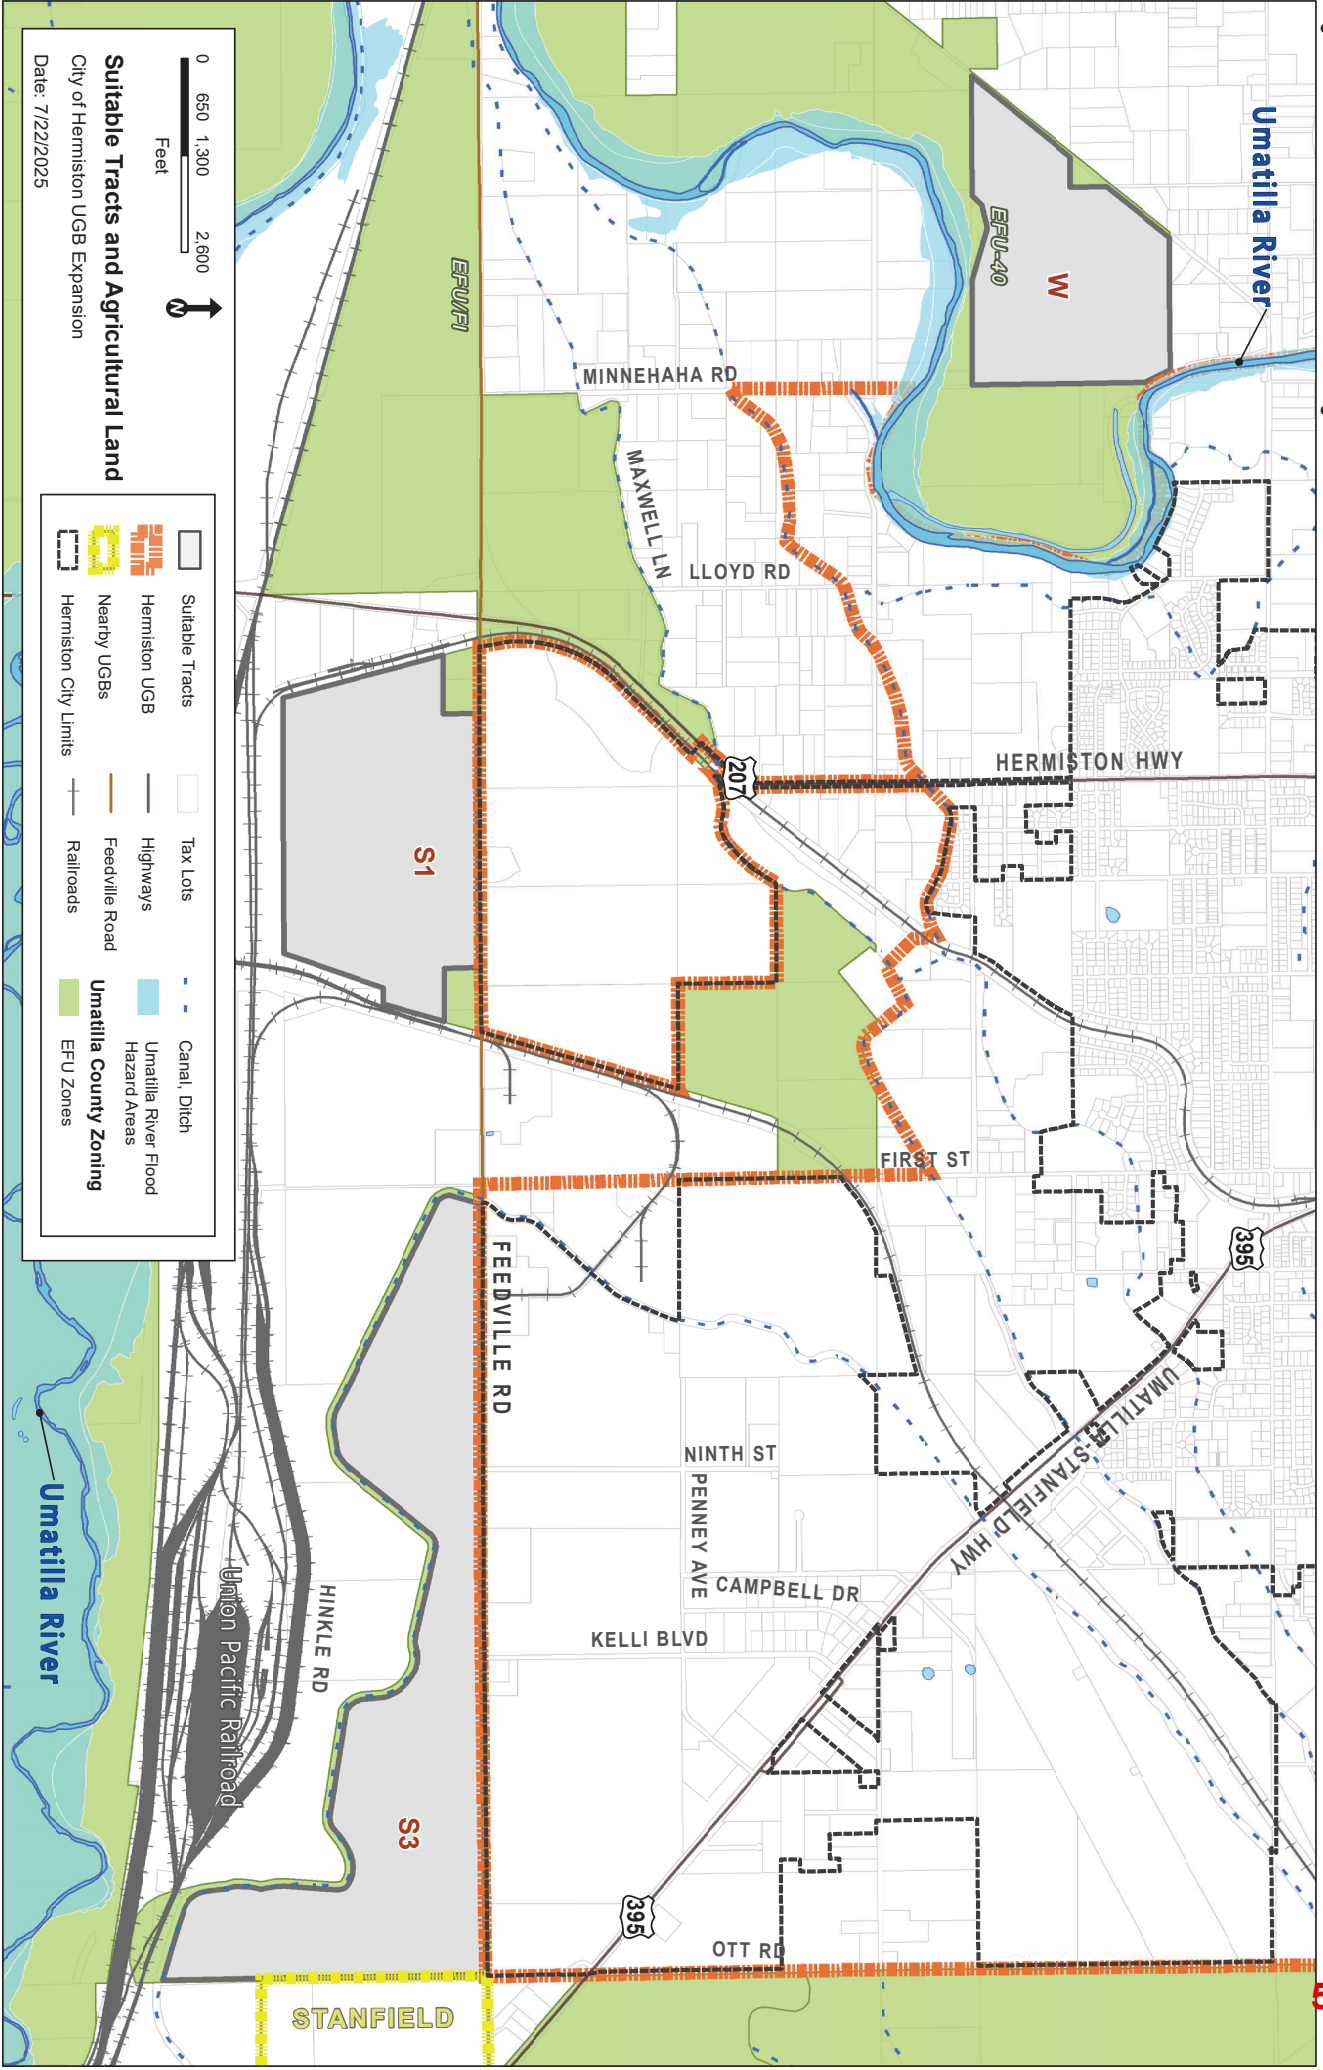 Umatilla River
W
EFU-40
EFU/FI
MINNEHAHA RD
MAXWELL LN
LLOYD RD
HERMISTON HWY
207
S1
FIRST ST
395
UMATILLA-STANFIELD HWY
FEEDVILLE RD
NINTH ST
PENNEY AVE
CAMPBELL DR
KELLI BLVD
HINKLE RD
Union Pacific Railroad
Umatilla River
S3
395
OTT RD
STANFIELD
0 650 1,300 2,600
Feet
N
Suitable Tracts and Agricultural Land
City of Hermiston UGB Expansion
Date: 7/22/2025
Suitable Tracts
Hermiston UGB
Nearby UGBs
Hermiston City Limits
Tax Lots
Highways
Feedville Road
Railroads
Canal, Ditch
Umatilla River Flood
Hazard Areas
Umatilla County Zoning
EFU Zones